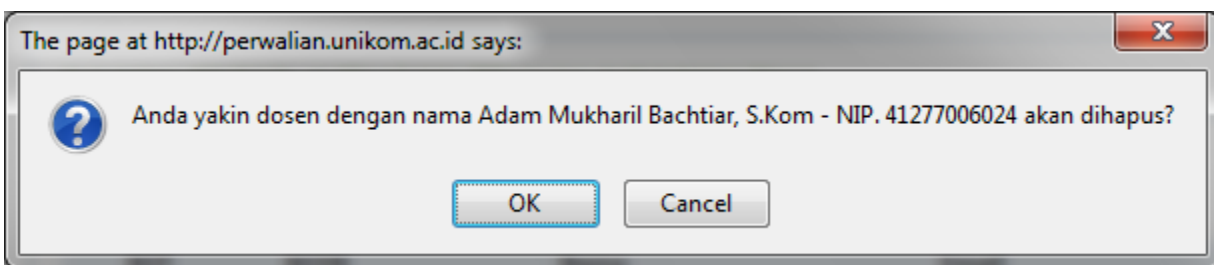 The page at http://perwalian.unikom.ac.id says:
Anda yakin dosen dengan nama Adam Mukharil Bachtiar, S.Kom - NIP. 41277006024 akan dihapus?
OK
Cancel